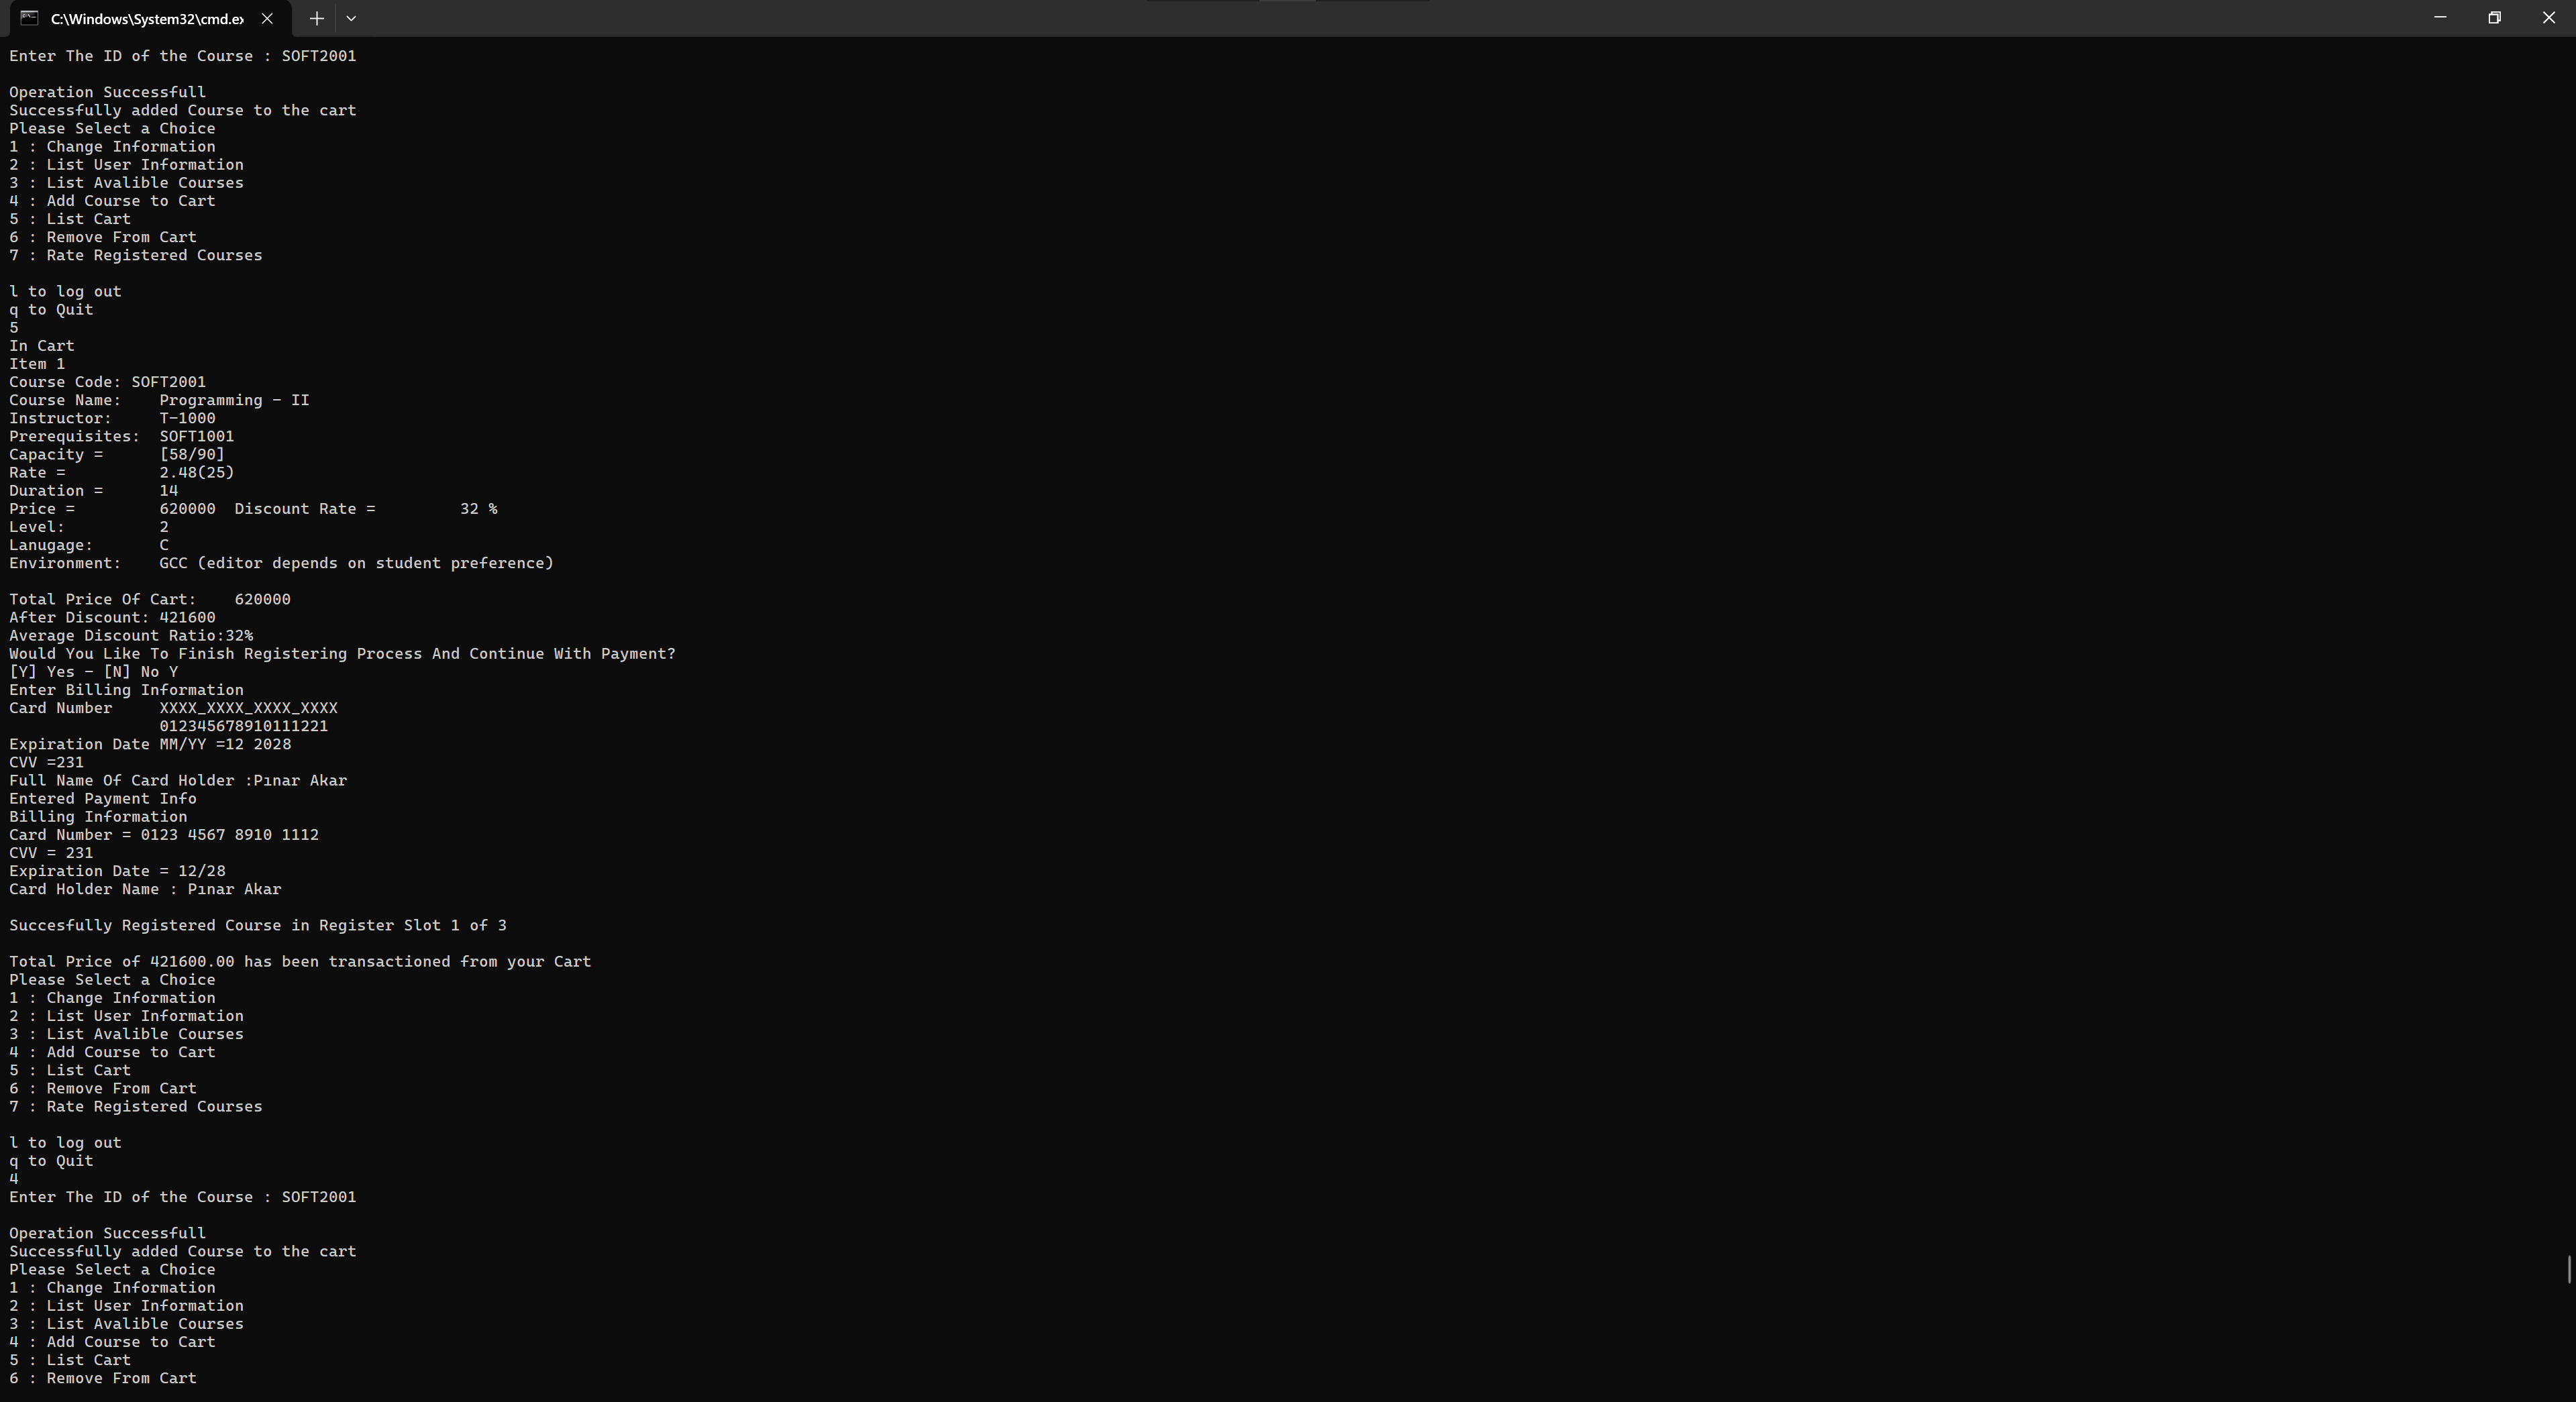 C:\Windows\System32\cmd.ex
Enter The ID of the Course : SOFT2001
Operation Successfull
Successfully added Course to the cart
Please Select a Choice
1 : Change Information
2 : List User Information
3 : List Avalible Courses
4 : Add Course to Cart
5 : List Cart
6 : Remove From Cart
7 : Rate Registered Courses
l to log out
q to Quit
5
In Cart
Item 1
Course Code: SOFT2001
Course Name:    Programming - II
Instructor:     T-1000
Prerequisites:  SOFT1001
Capacity =      [58/90]
Rate =          2.48(25)
Duration =      14
Price =         620000  Discount Rate =         32 %
Level:          2
Lanugage:       C
Environment:    GCC (editor depends on student preference)
Total Price Of Cart:    620000
After Discount: 421600
Average Discount Ratio:32%
Would You Like To Finish Registering Process And Continue With Payment?
[Y] Yes - [N] No Y
Enter Billing Information
Card Number     XXXX_XXXX_XXXX_XXXX
012345678910111221
Expiration Date MM/YY =12 2028
CVV =231
Full Name Of Card Holder :Pınar Akar
Entered Payment Info
Billing Information
Card Number = 0123 4567 8910 1112
CVV = 231
Expiration Date = 12/28
Card Holder Name : Pınar Akar
Succesfully Registered Course in Register Slot 1 of 3
Total Price of 421600.00 has been transactioned from your Cart
Please Select a Choice
1 : Change Information
2 : List User Information
3 : List Avalible Courses
4 : Add Course to Cart
5 : List Cart
6 : Remove From Cart
7 : Rate Registered Courses
l to log out
q to Quit
4
Enter The ID of the Course : SOFT2001
Operation Successfull
Successfully added Course to the cart
Please Select a Choice
1 : Change Information
2 : List User Information
3 : List Avalible Courses
4 : Add Course to Cart
5 : List Cart
6 : Remove From Cart